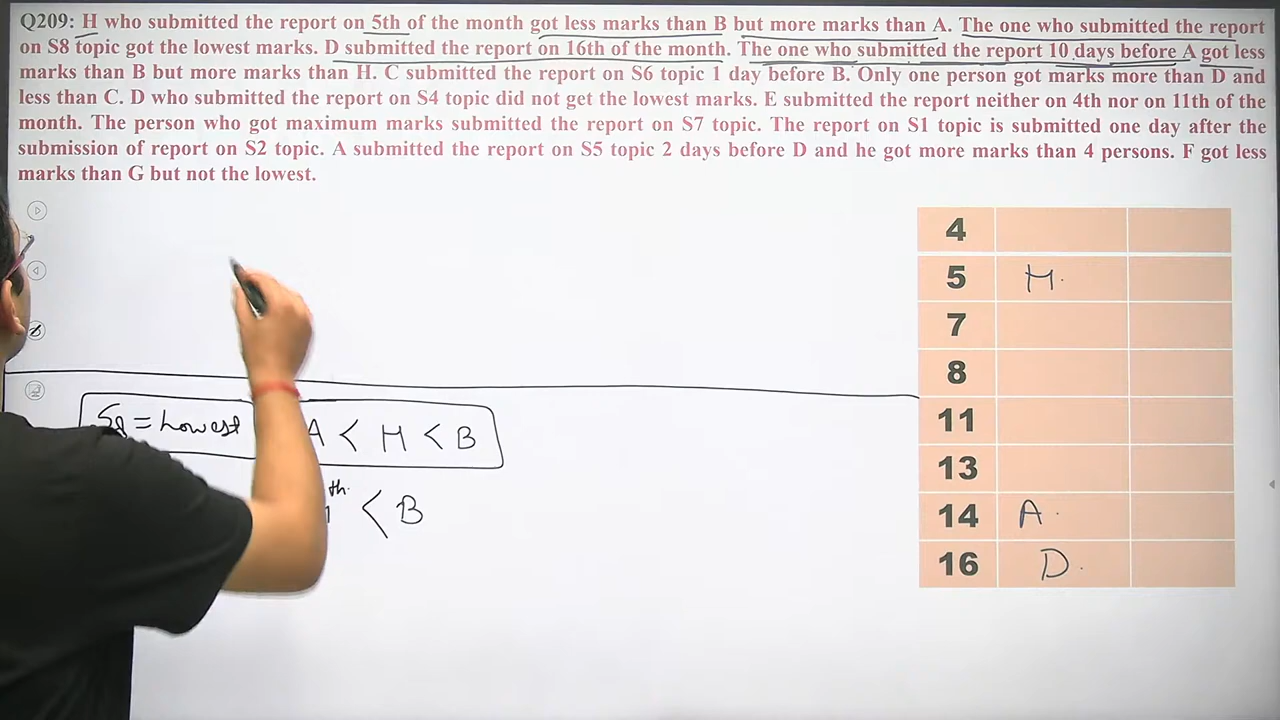 Q209: H who submitted the report on 5th of the month got less marks than B but more marks than A. The one who submitted the report
on S8 topic got the lowest marks. D submitted the report on 16th of the month. The one who submitted the report 10 days before A got less
marks than B but more marks than H. C submitted the report on S6 topic 1 day before B. Only one person got marks more than D and
less than C. D who submitted the report on S4 topic did not get the lowest marks. E submitted the report neither on 4th nor on 11th of the
month. The person who got maximum marks submitted the report on S7 topic. The report on S1 topic is submitted one day after the
submission of report on S2 topic. A submitted the report on S5 topic 2 days before D and he got more marks than 4 persons. F got less
marks than G but not the lowest.
4
5 H.
7
8
11
13
14 A.
16 D.
S8 = Lowest A < H < B
th < B